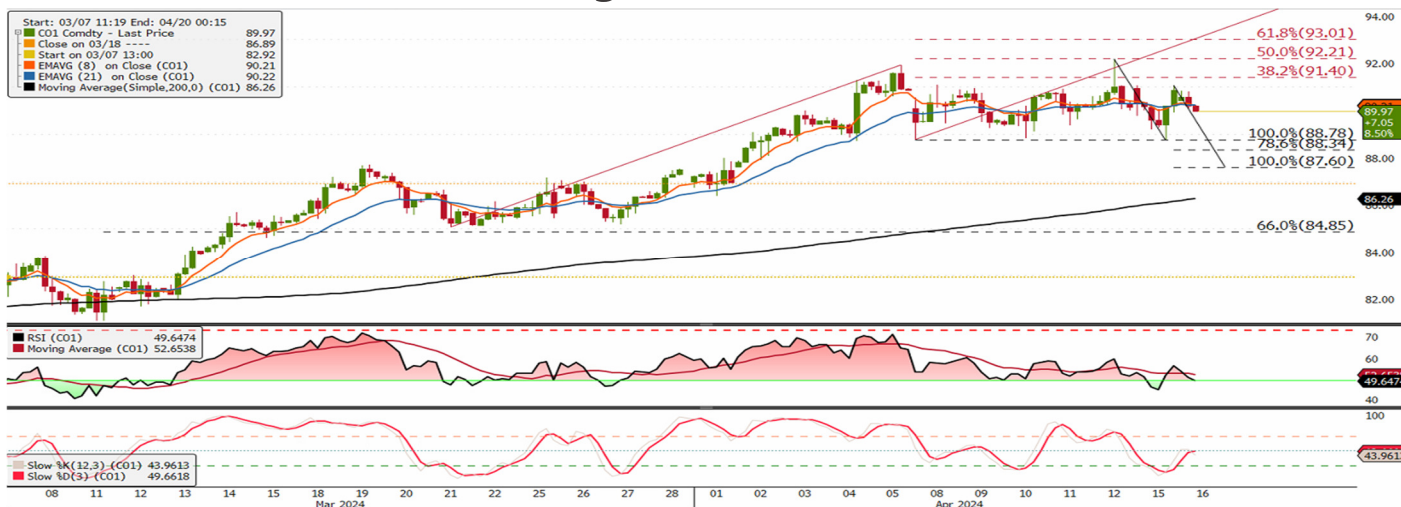 Start: 03/07 11:19 End: 04/20 00:15
CO1 Comdty - Last Price 89.97
Close on 03/18 ---- 86.89
Start on 03/07 13:00 82.92
EMAVG (8) on Close (CO1) 90.21
EMAVG (21) on Close (CO1) 90.22
Moving Average(Simple,200,0) (CO1) 86.26
94.00
61.8%(93.01)
50.0%(92.21)
92.00
38.2%(91.40)
89.97
+7.05
8.50%
100.0%(88.78)
78.6%(88.34)
88.00
100.0%(87.60)
86.26
66.0%(84.85)
84.00
82.00
RSI (CO1) 49.6474
Moving Average (CO1) 52.6538
70
60
49.6474
40
100
Slow %K(12,3) (CO1) 43.9613
Slow %D(3) (CO1) 49.6618
43.961
08 11 12 13 14 15 18 19 20 21 22 25 26 27 28 01 02 03 04 05 08 09 10 11 12 15 16
Mar 2024 Apr 2024